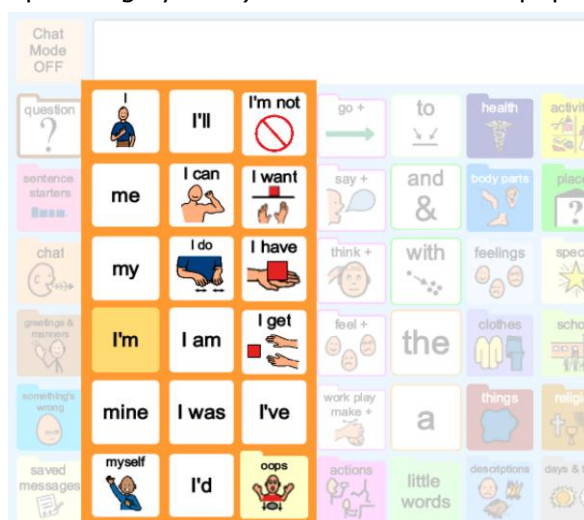 Chat
Mode
OFF
question
I
I'll
I'm not
go +
to
health
sentence
starters
me
I can
I want
say +
and
&
body parts
chat
my
I do
I have
think +
with
feelings
greetings &
manners
I'm
I am
I get
feel +
the
clothes
something's
wrong
mine
I was
I've
work play
make +
a
things
saved
messages
myself
I'd
oops
actions
little
words
descriptions